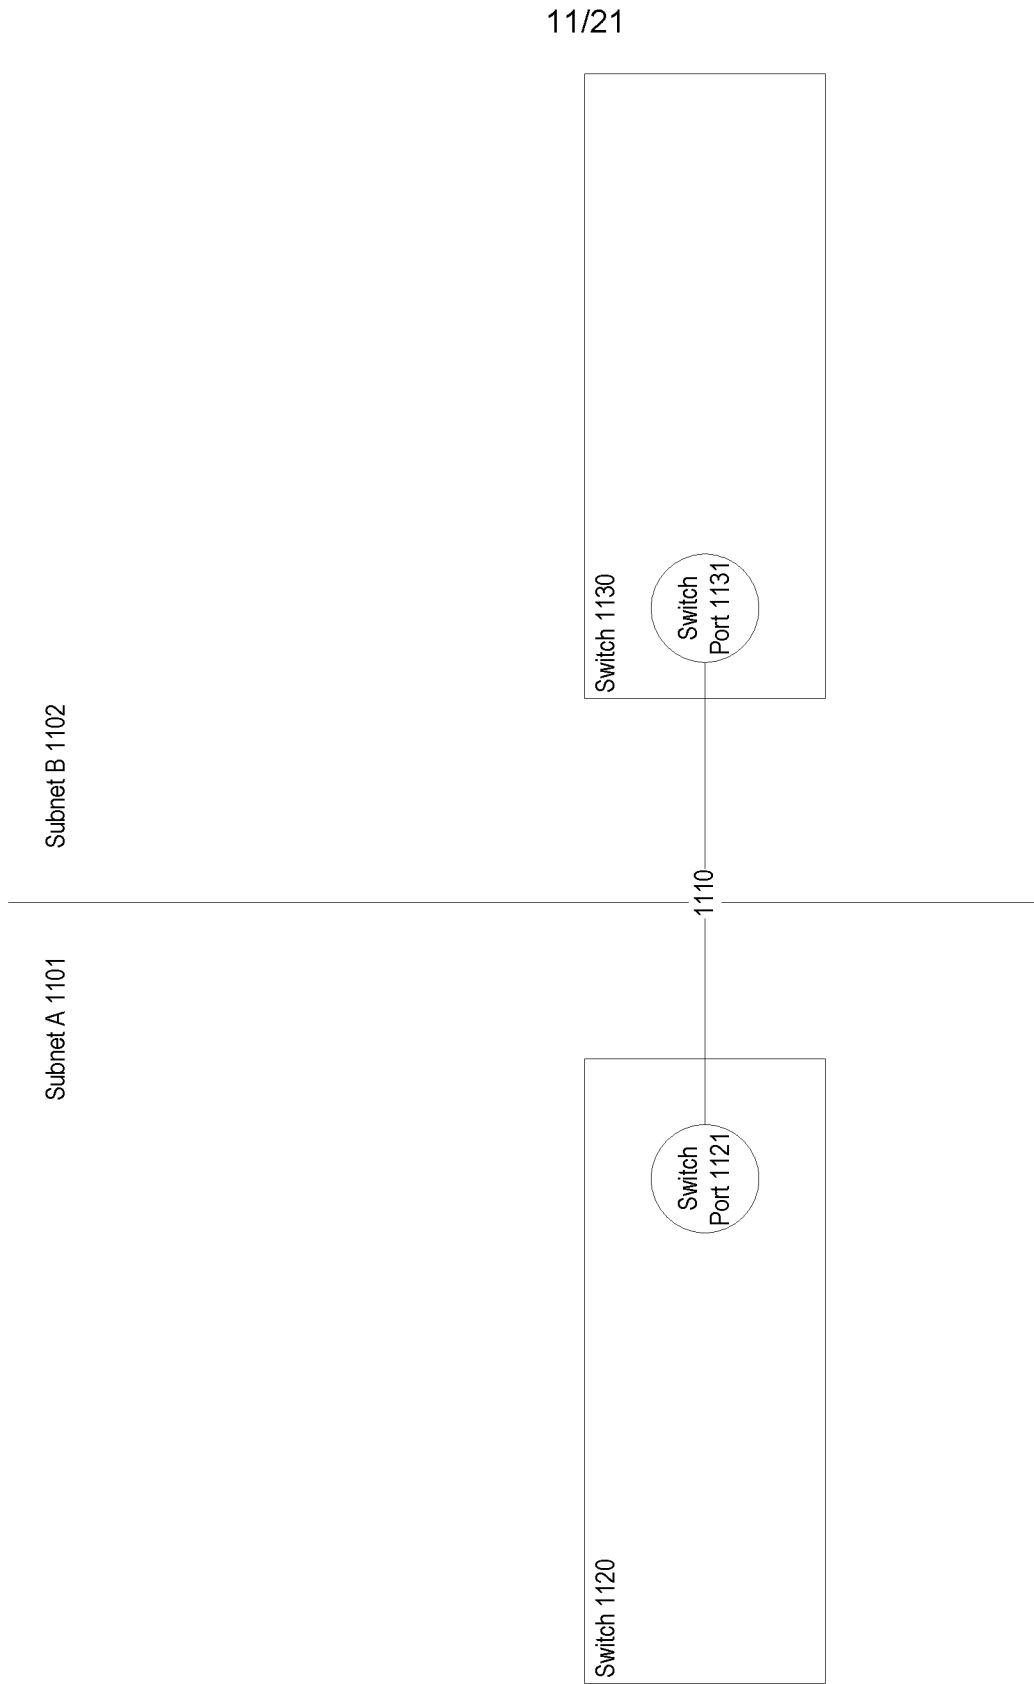 11/21
Subnet A 1101
Subnet B 1102
Switch 1120
Switch
Port 1121
1110
Switch 1130
Switch
Port 1131